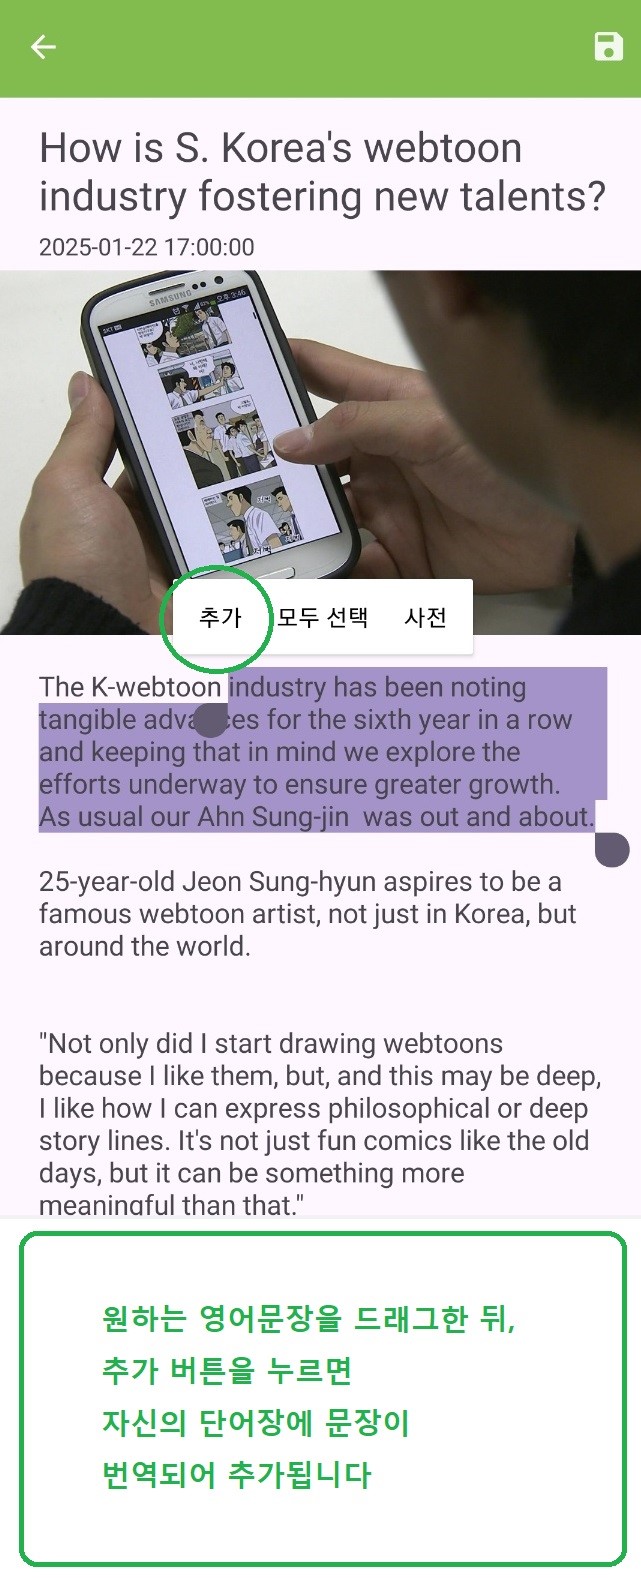 How is S. Korea's webtoon
industry fostering new talents?
2025-01-22 17:00:00
SAMSUNG
SKT
오후 3:46
추가
모두 선택
사전
The K-webtoon industry has been noting
tangible adva ces for the sixth year in a row
and keeping that in mind we explore the
efforts underway to ensure greater growth.
As usual our Ahn Sung-jin  was out and about.
25-year-old Jeon Sung-hyun aspires to be a
famous webtoon artist, not just in Korea, but
around the world.
"Not only did I start drawing webtoons
because I like them, but, and this may be deep,
I like how I can express philosophical or deep
story lines. It's not just fun comics like the old
days, but it can be something more
meaningful than that."
원하는 영어문장을 드래그한 뒤,
추가 버튼을 누르면
자신의 단어장에 문장이
번역되어 추가됩니다